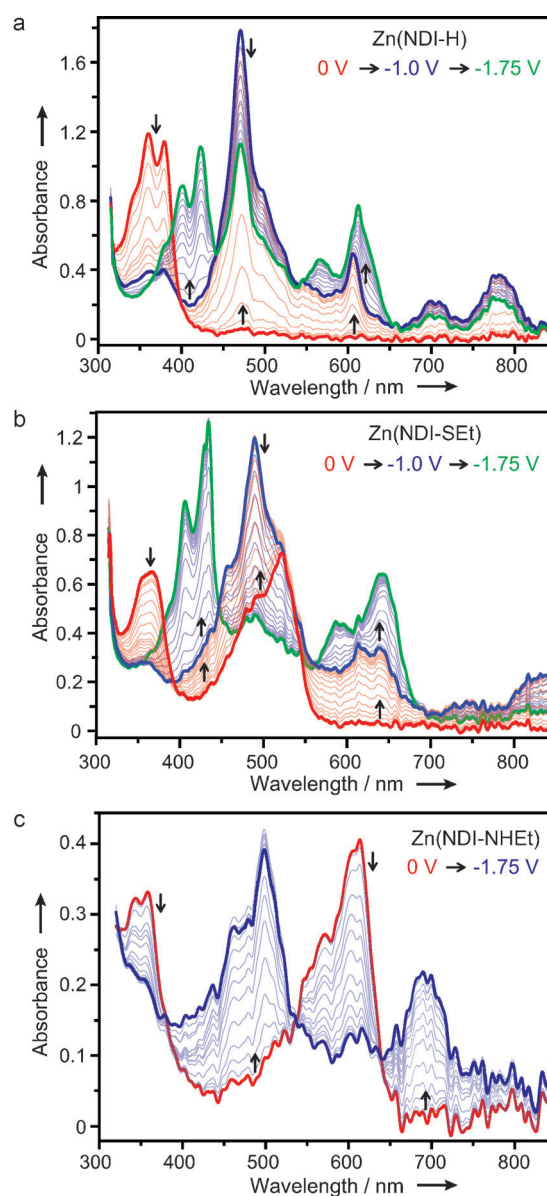 a
Zn(NDI-H)
0 V → -1.0 V → -1.75 V
Absorbance →
1.6
1.2
0.8
0.4
0
300 400 500 600 700 800
Wavelength / nm →
b
Zn(NDI-SEt)
0 V → -1.0 V → -1.75 V
Absorbance →
1.2
1
0.8
0.6
0.4
0.2
0
300 400 500 600 700 800
Wavelength / nm →
c
Zn(NDI-NHEt)
0 V → -1.75 V
Absorbance →
0.4
0.3
0.2
0.1
0
300 400 500 600 700 800
Wavelength / nm →